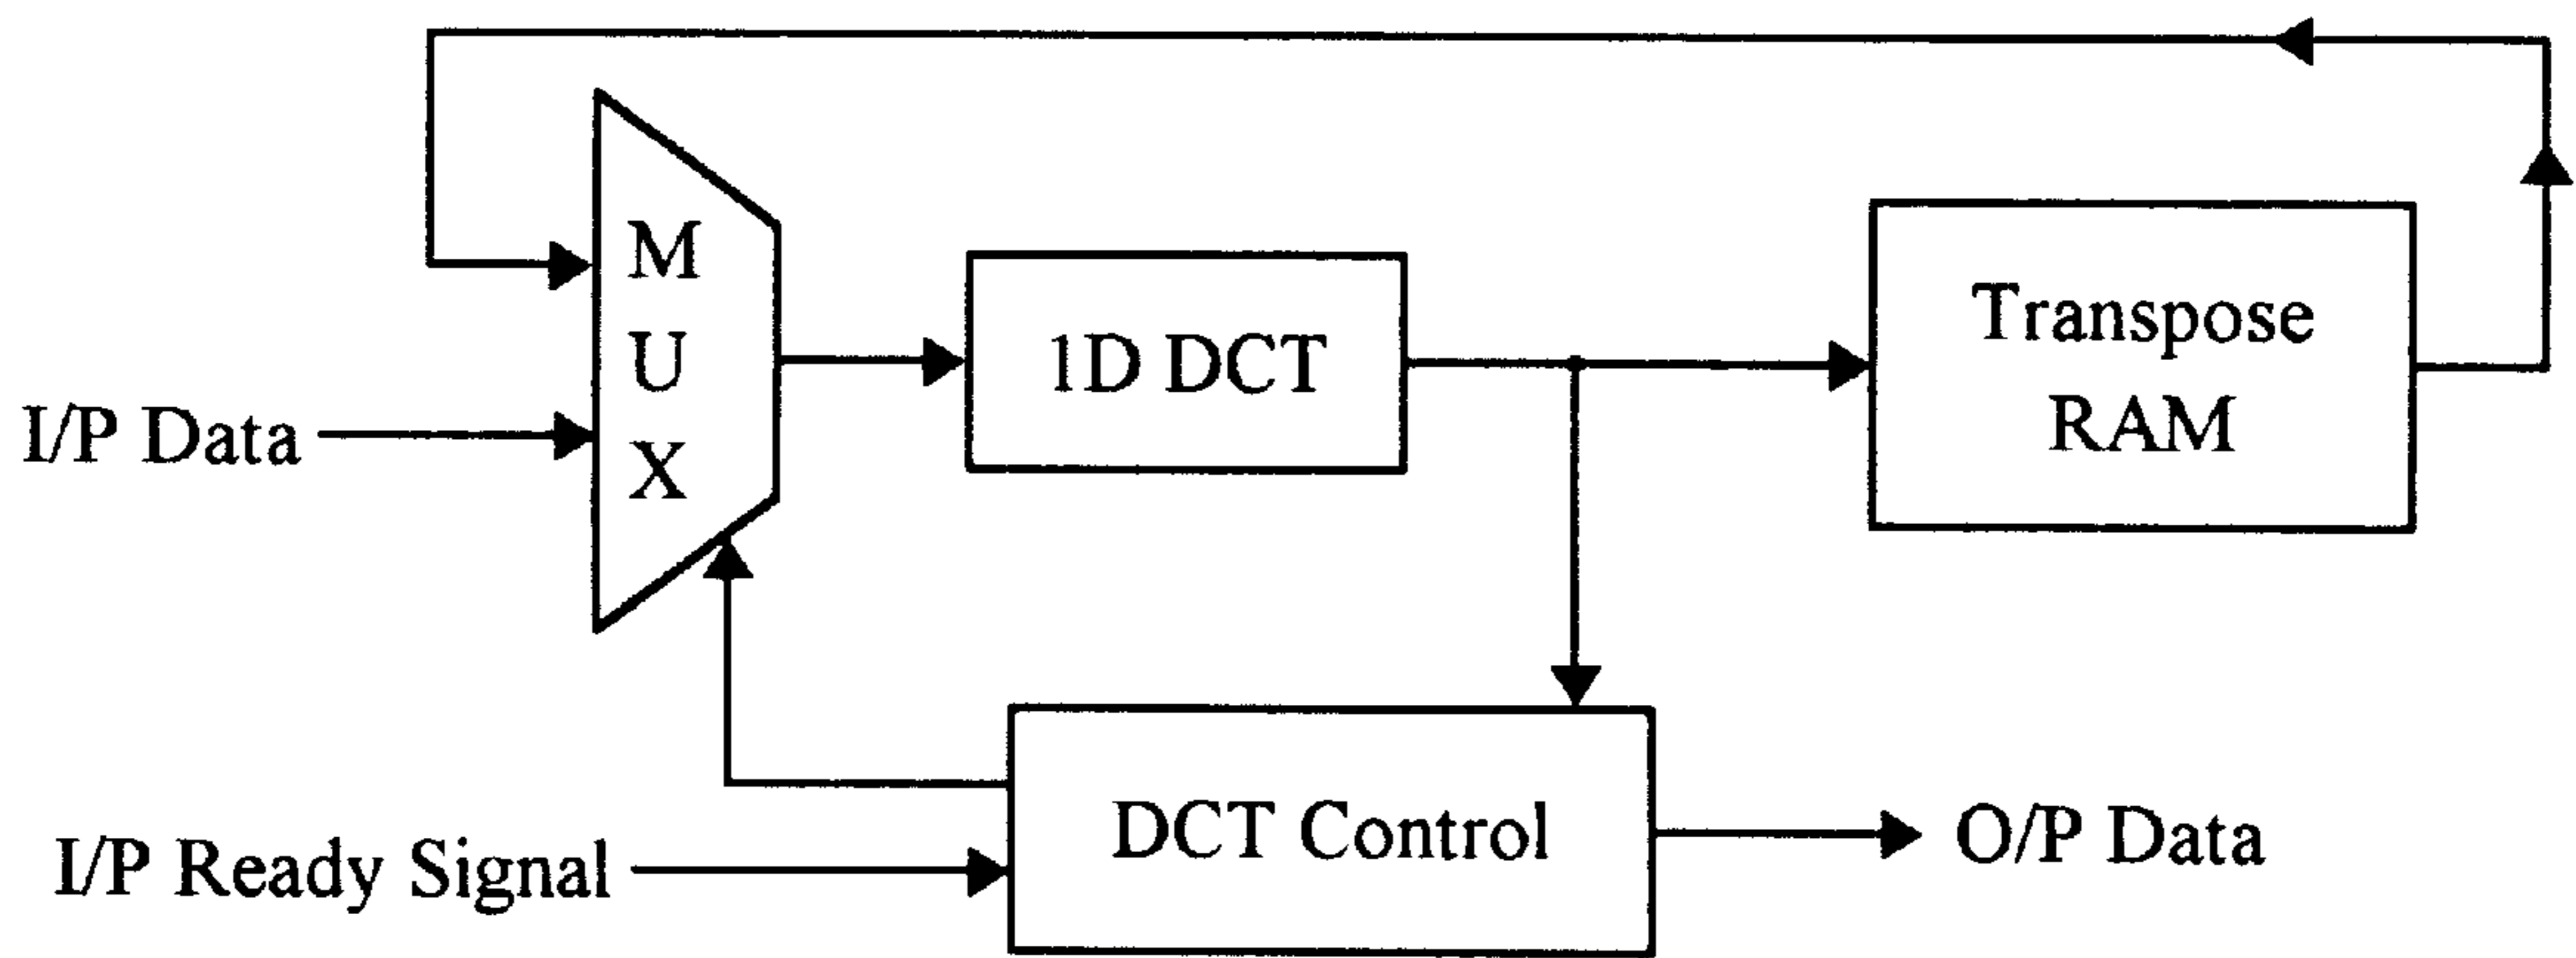 M
U
X
I/P Data
1D DCT
Transpose
RAM
DCT Control
I/P Ready Signal
O/P Data